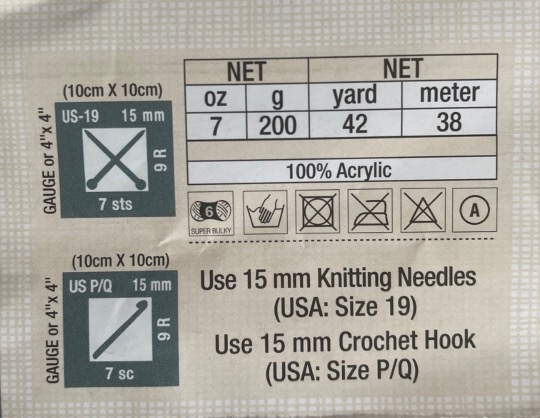 (10cm X 10cm)
GAUGE or 4"x 4"
US-19 15 mm
9 R
7 sts
NET NET
oz g yard meter
7 200 42 38
100% Acrylic
6
SUPER BULKY
A
(10cm X 10cm)
GAUGE or 4"x 4"
US P/Q 15 mm
9 R
7 sc
Use 15 mm Knitting Needles
(USA: Size 19)
Use 15 mm Crochet Hook
(USA: Size P/Q)